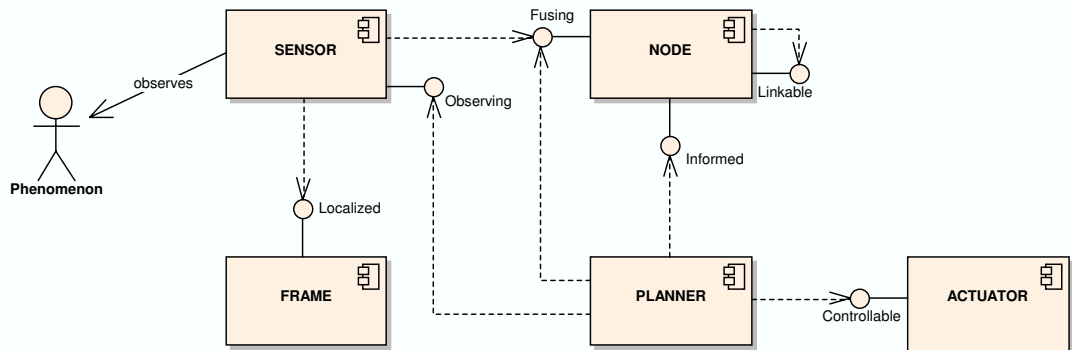 Fusing
SENSOR
NODE
observes
Observing
Linkable
Informed
Phenomenon
Localized
FRAME
PLANNER
ACTUATOR
Controllable